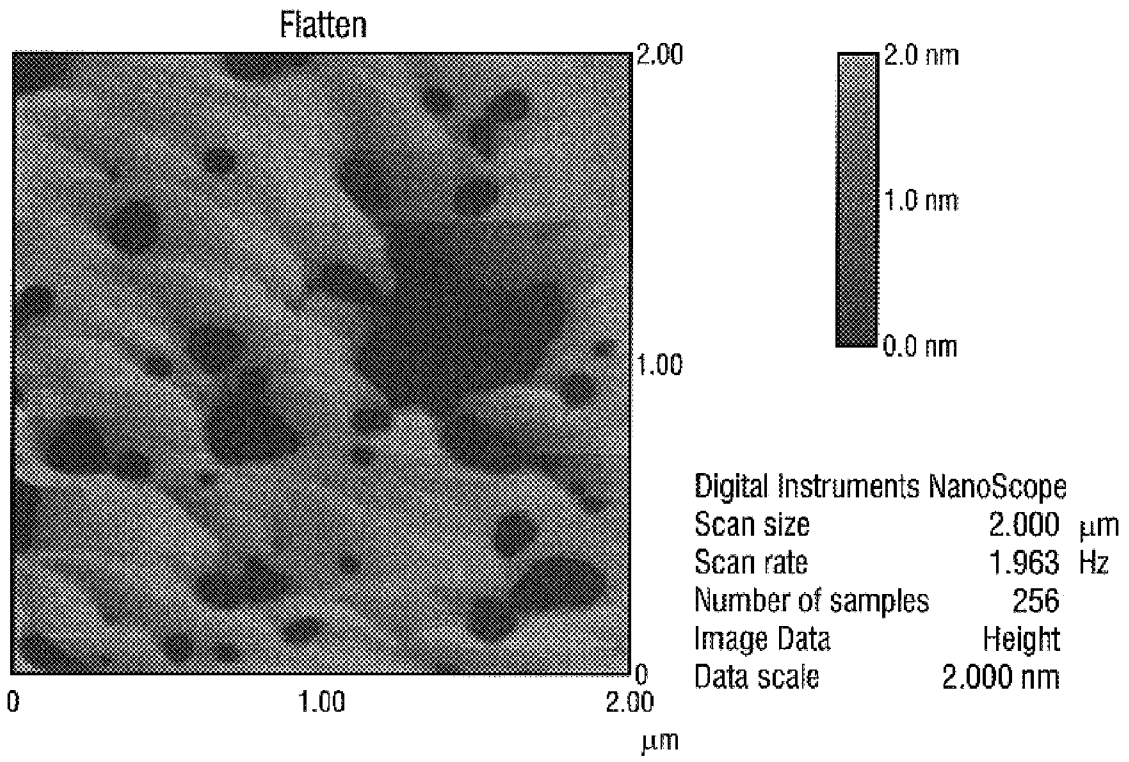 Flatten
2.00
1.00
0
0
1.00
2.00
μm
2.0 nm
1.0 nm
0.0 nm
Digital Instruments NanoScope
Scan size 2.000 μm
Scan rate 1.963 Hz
Number of samples 256
Image Data Height
Data scale 2.000 nm